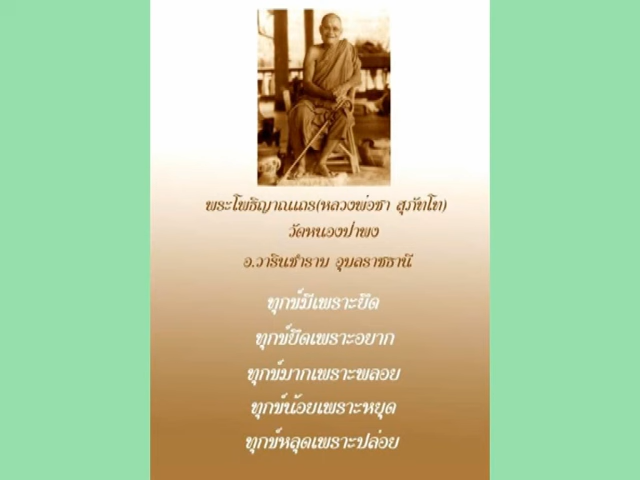 พระโพธิญาณเถร(หลวงพ่อชา สุภัทโท)
วัดหนองป่าพง
อ.วารินชำราบ อุบลราชธานี
ทุกข์มีเพราะยึด
ทุกข์ยืดเพราะอยาก
ทุกข์มากเพราะพลอย
ทุกข์น้อยเพราะหยุด
ทุกข์หลุดเพราะปล่อย